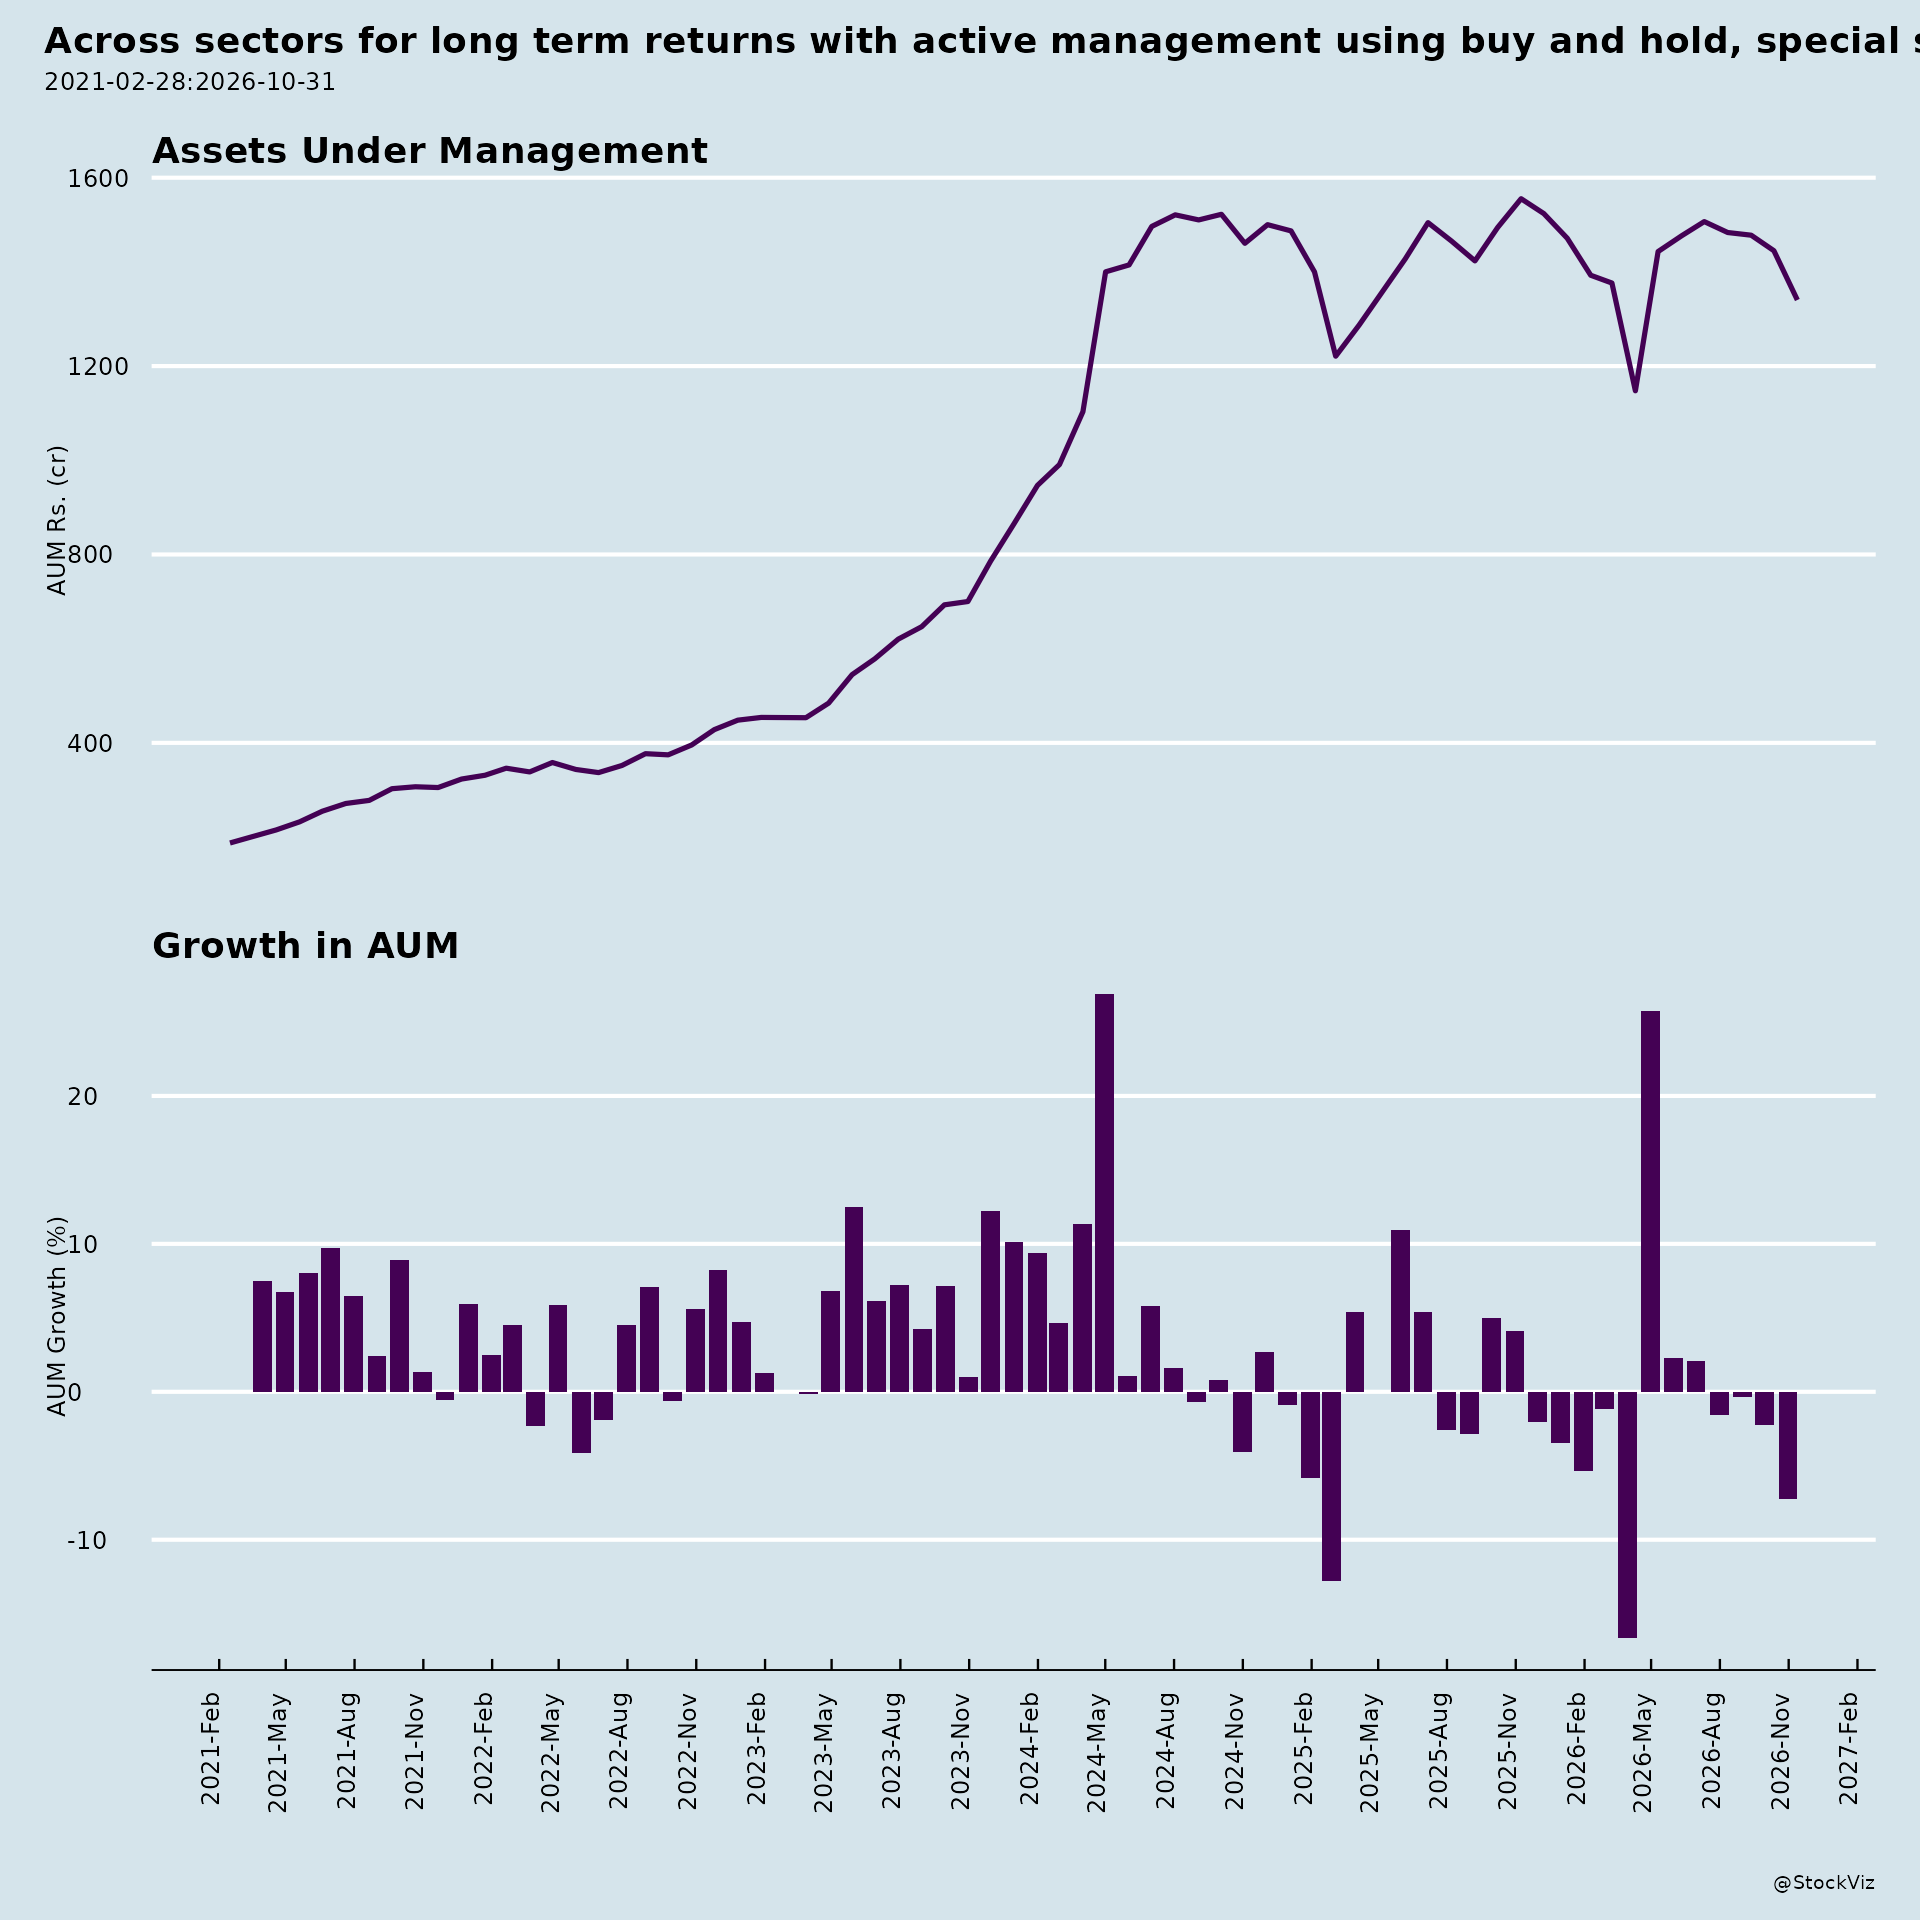 Across sectors for long term returns with active management using buy and hold, special s
2021-02-28:2026-10-31
Assets Under Management
1600
1200
800
400
AUM Rs. (cr)
Growth in AUM
20
10
0
-10
AUM Growth (%)
2021-Feb
2021-May
2021-Aug
2021-Nov
2022-Feb
2022-May
2022-Aug
2022-Nov
2023-Feb
2023-May
2023-Aug
2023-Nov
2024-Feb
2024-May
2024-Aug
2024-Nov
2025-Feb
2025-May
2025-Aug
2025-Nov
2026-Feb
2026-May
2026-Aug
2026-Nov
2027-Feb
@StockViz